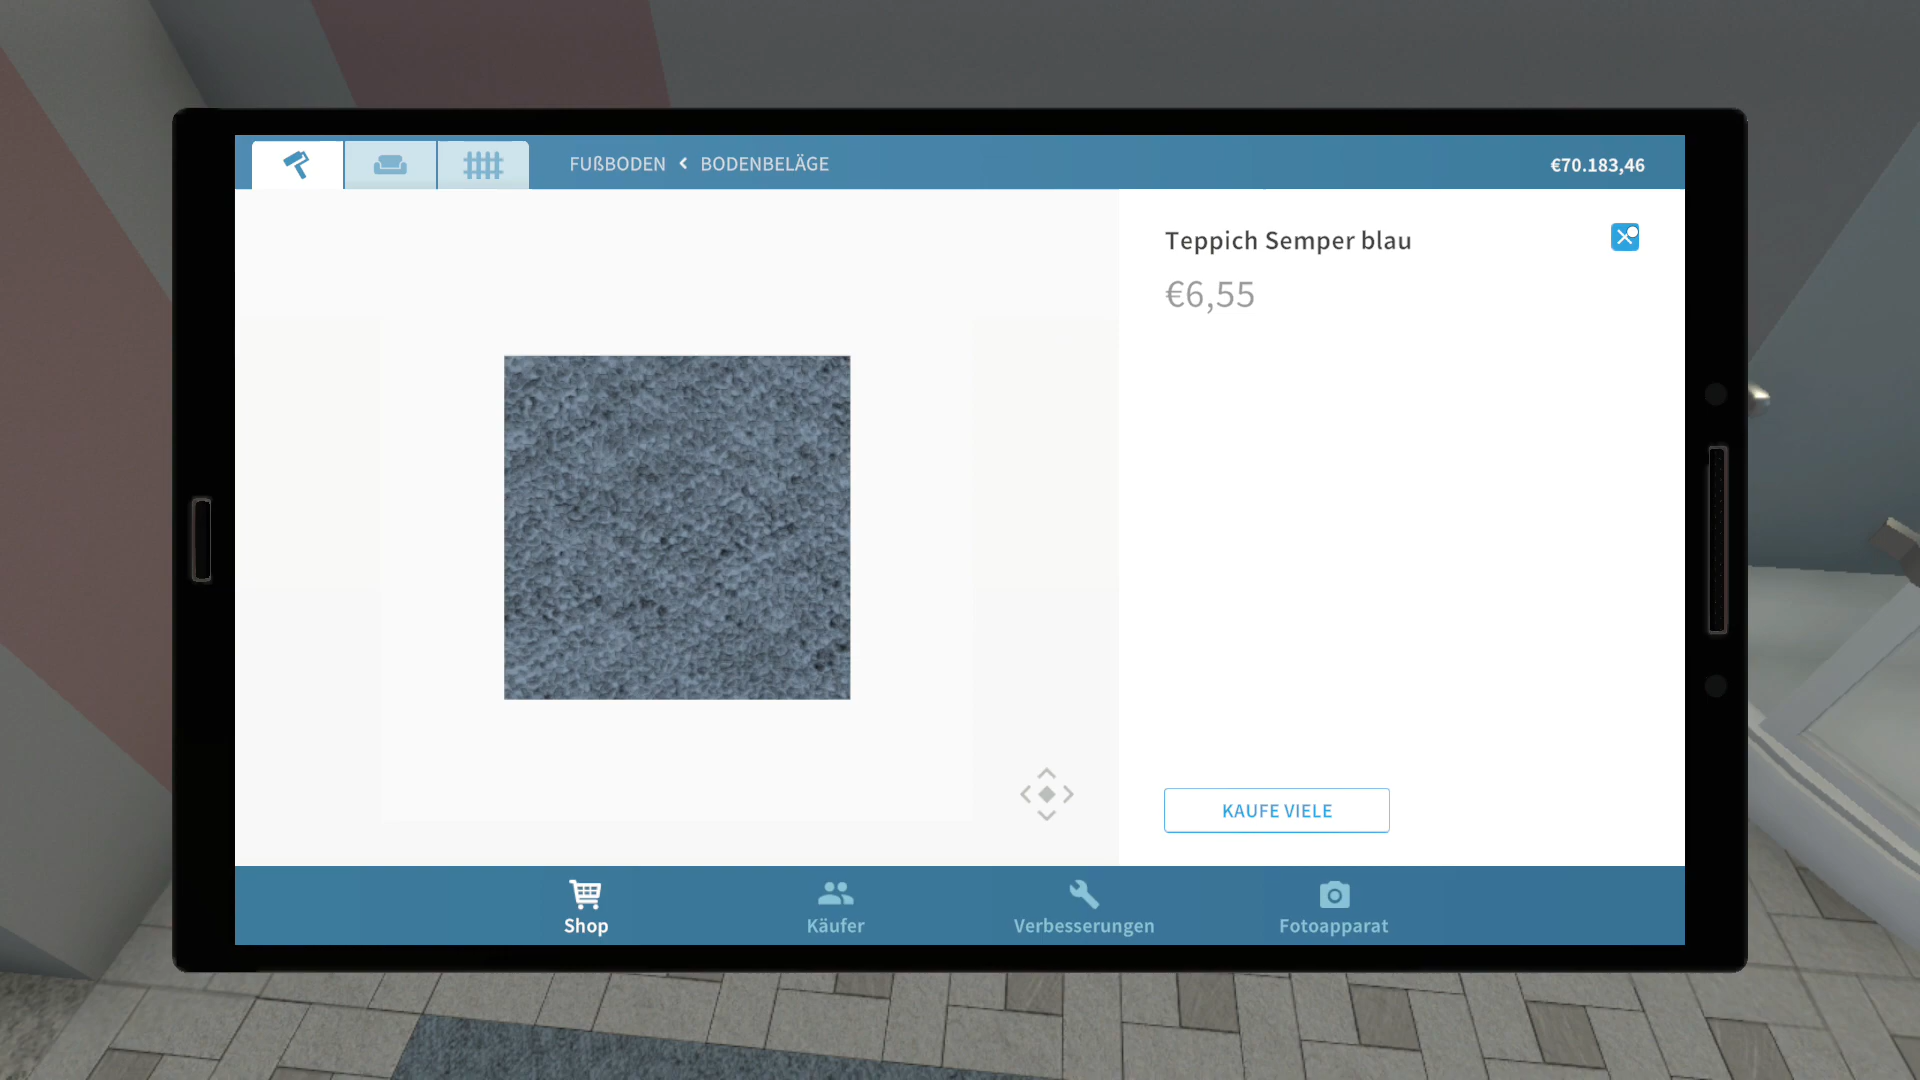 FUßBODEN < BODENBELÄGE
€70.183,46
Teppich Semper blau
€6,55
KAUFE VIELE
Shop
Käufer
Verbesserungen
Fotoapparat